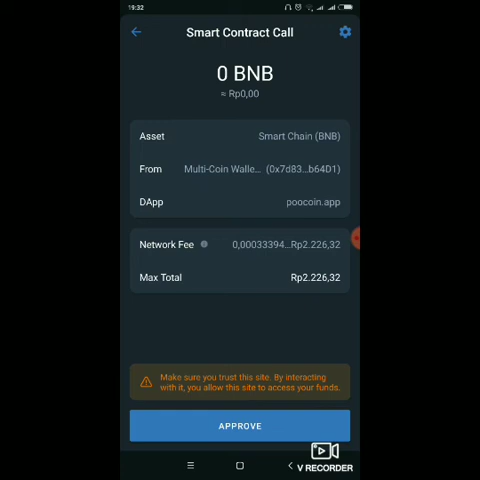 19:32
Smart Contract Call
0 BNB
≈ Rp0,00
Asset Smart Chain (BNB)
From Multi-Coin Walle... (0x7d83...b64D1)
DApp poocoin.app
Network Fee 0,00033394...Rp2.226,32
Max Total Rp2.226,32
Make sure you trust this site. By interacting
with it, you allow this site to access your funds.
APPROVE
V RECORDER